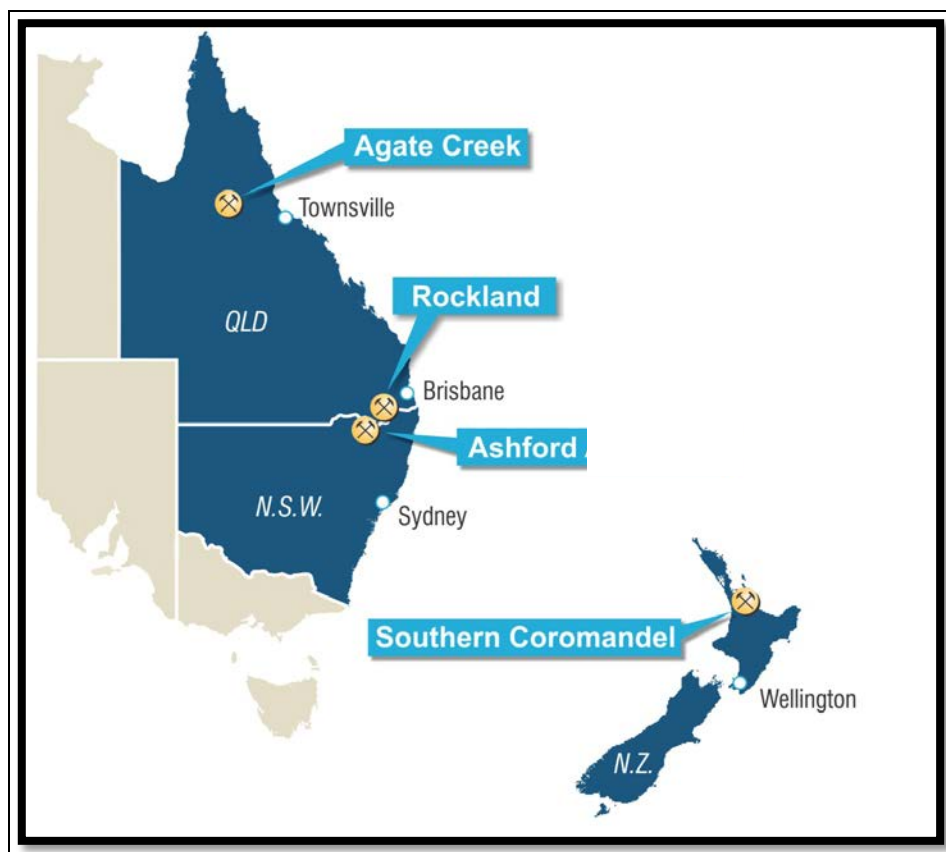 Agate Creek
Townsville
Rockland
QLD
Brisbane
Ashford
N.S.W.
Sydney
Southern Coromandel
Wellington
N.Z.